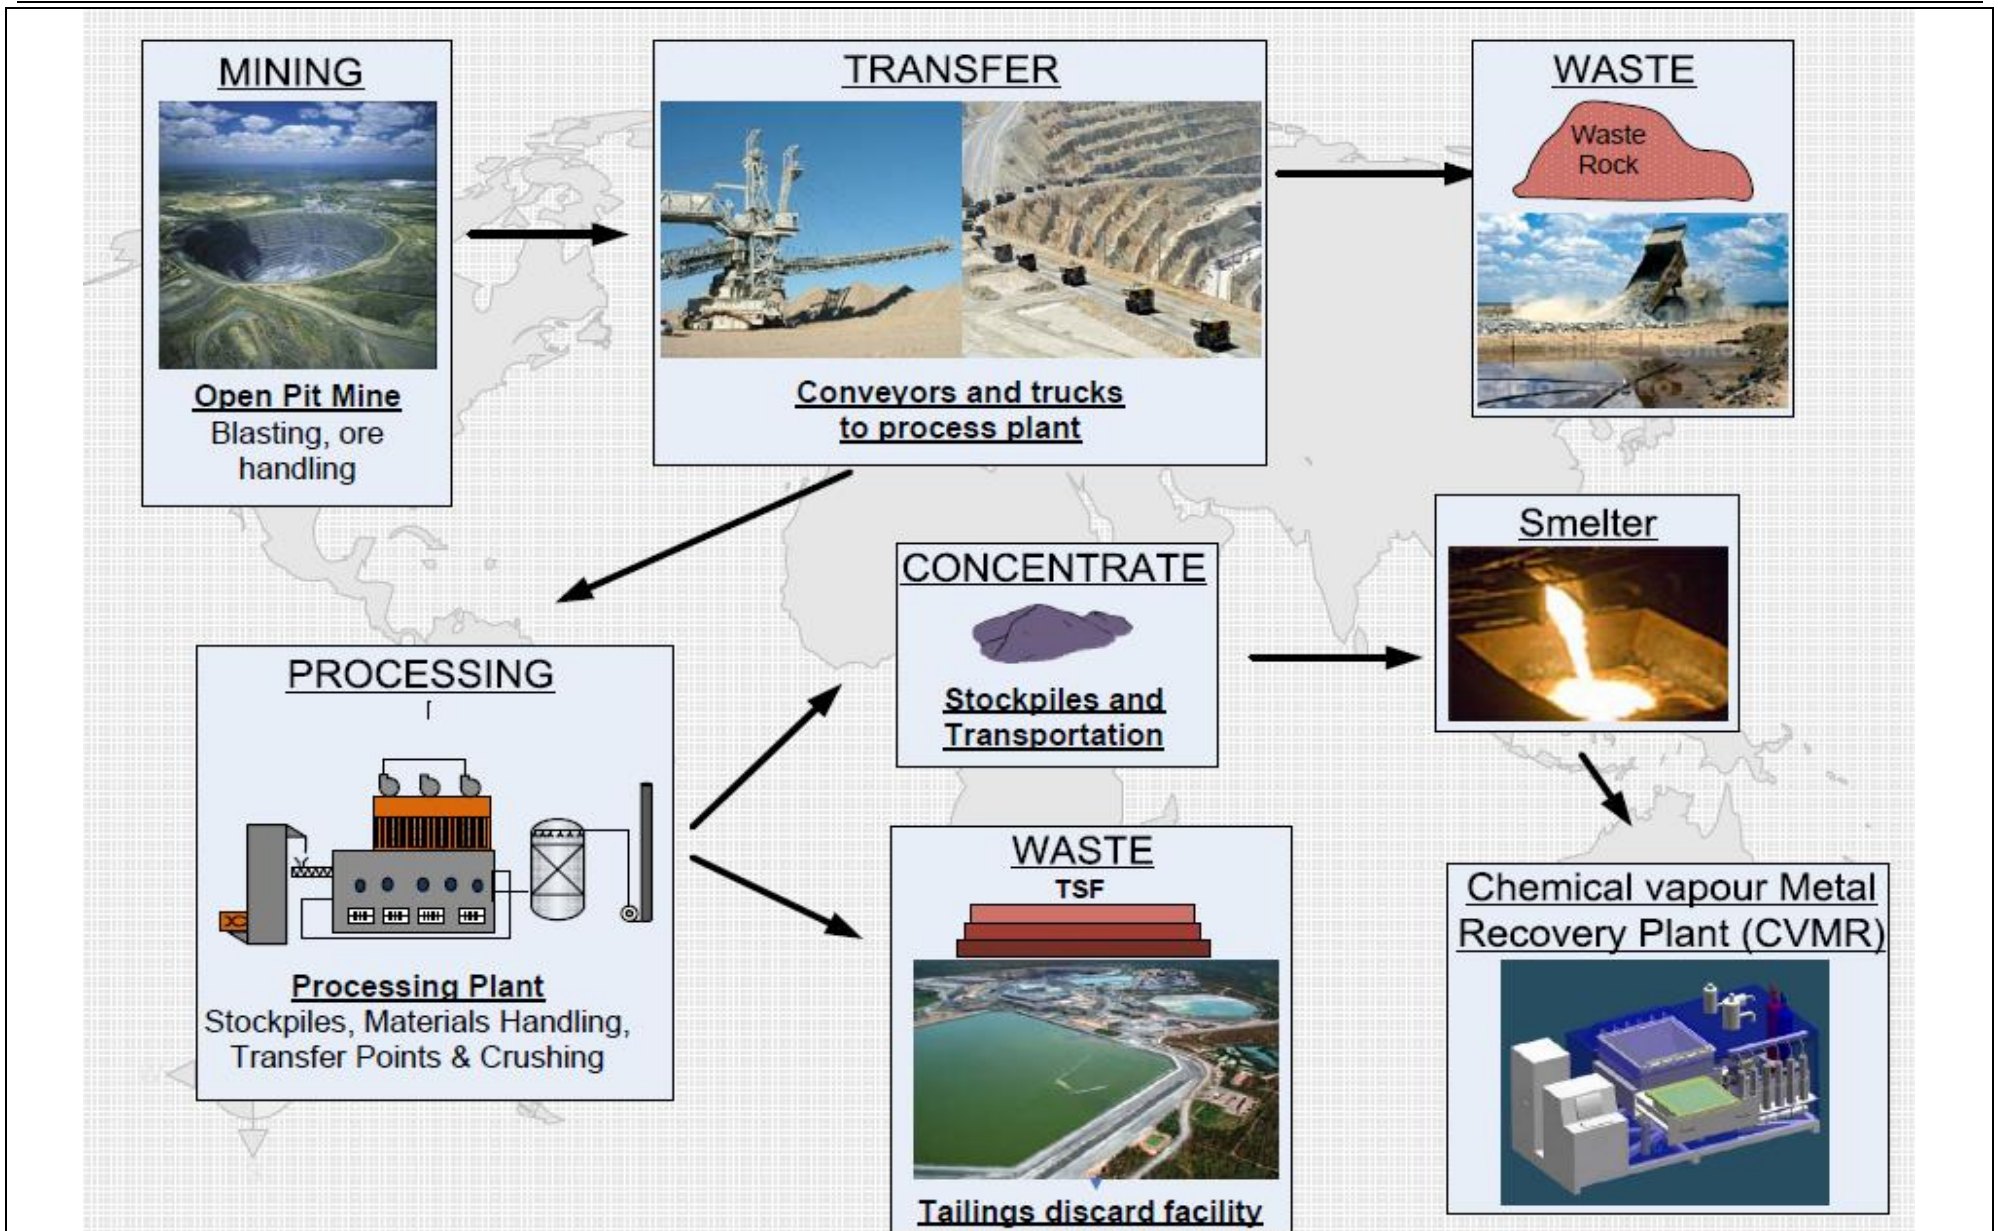 MINING
Open Pit Mine
Blasting, ore
handling
TRANSFER
Conveyors and trucks
to process plant
WASTE
Waste
Rock
PROCESSING
Processing Plant
Stockpiles, Materials Handling,
Transfer Points & Crushing
CONCENTRATE
Stockpiles and
Transportation
Smelter
WASTE
TSF
Tailings discard facility
Chemical vapour Metal
Recovery Plant (CVMR)